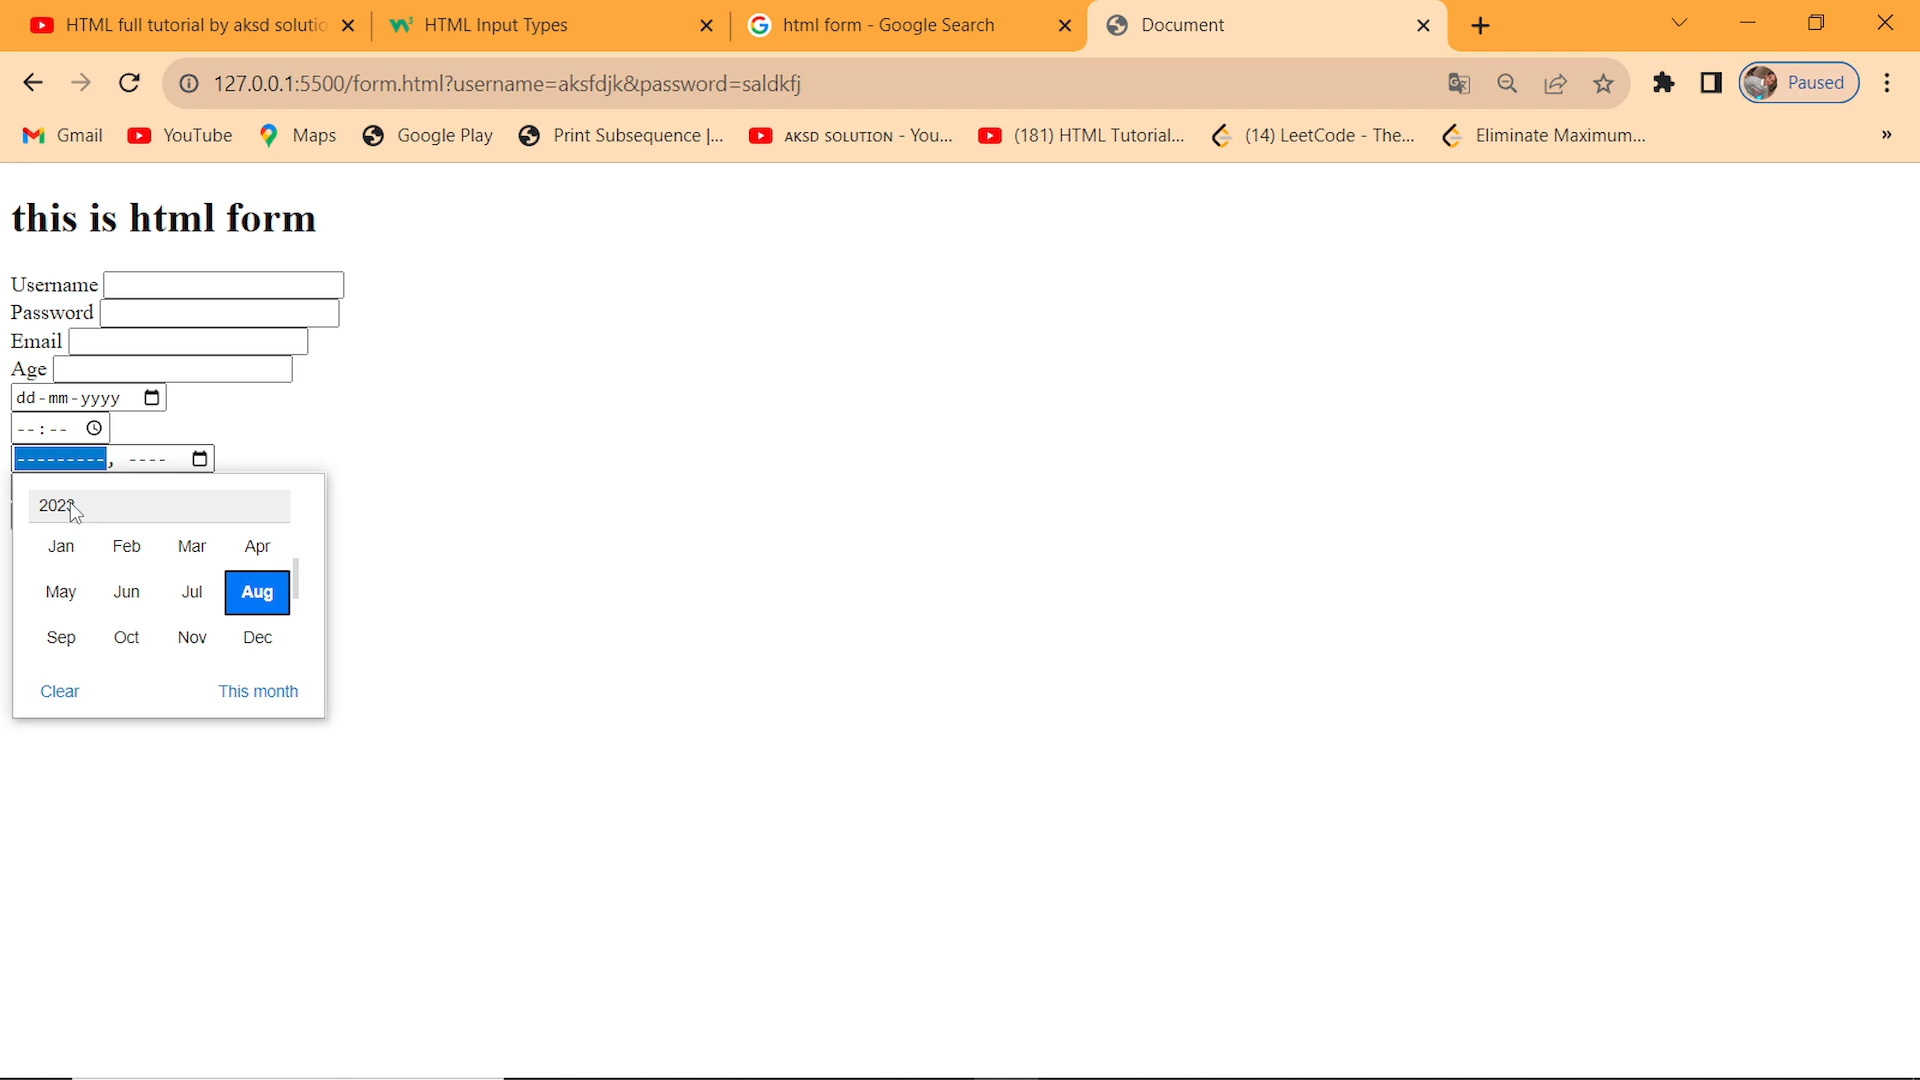 HTML full tutorial by aksd solutio
HTML Input Types
html form - Google Search
Document
127.0.0.1:5500/form.html?username=aksfdjk&password=saldkfj
Paused
Gmail
YouTube
Maps
Google Play
Print Subsequence |...
AKSD SOLUTION - You...
(181) HTML Tutorial...
(14) LeetCode - The...
Eliminate Maximum...
»
this is html form
Username
Password
Email
Age
dd-mm-yyyy
--:--
---------, ----
2023
Jan Feb Mar Apr
May Jun Jul Aug
Sep Oct Nov Dec
Clear This month